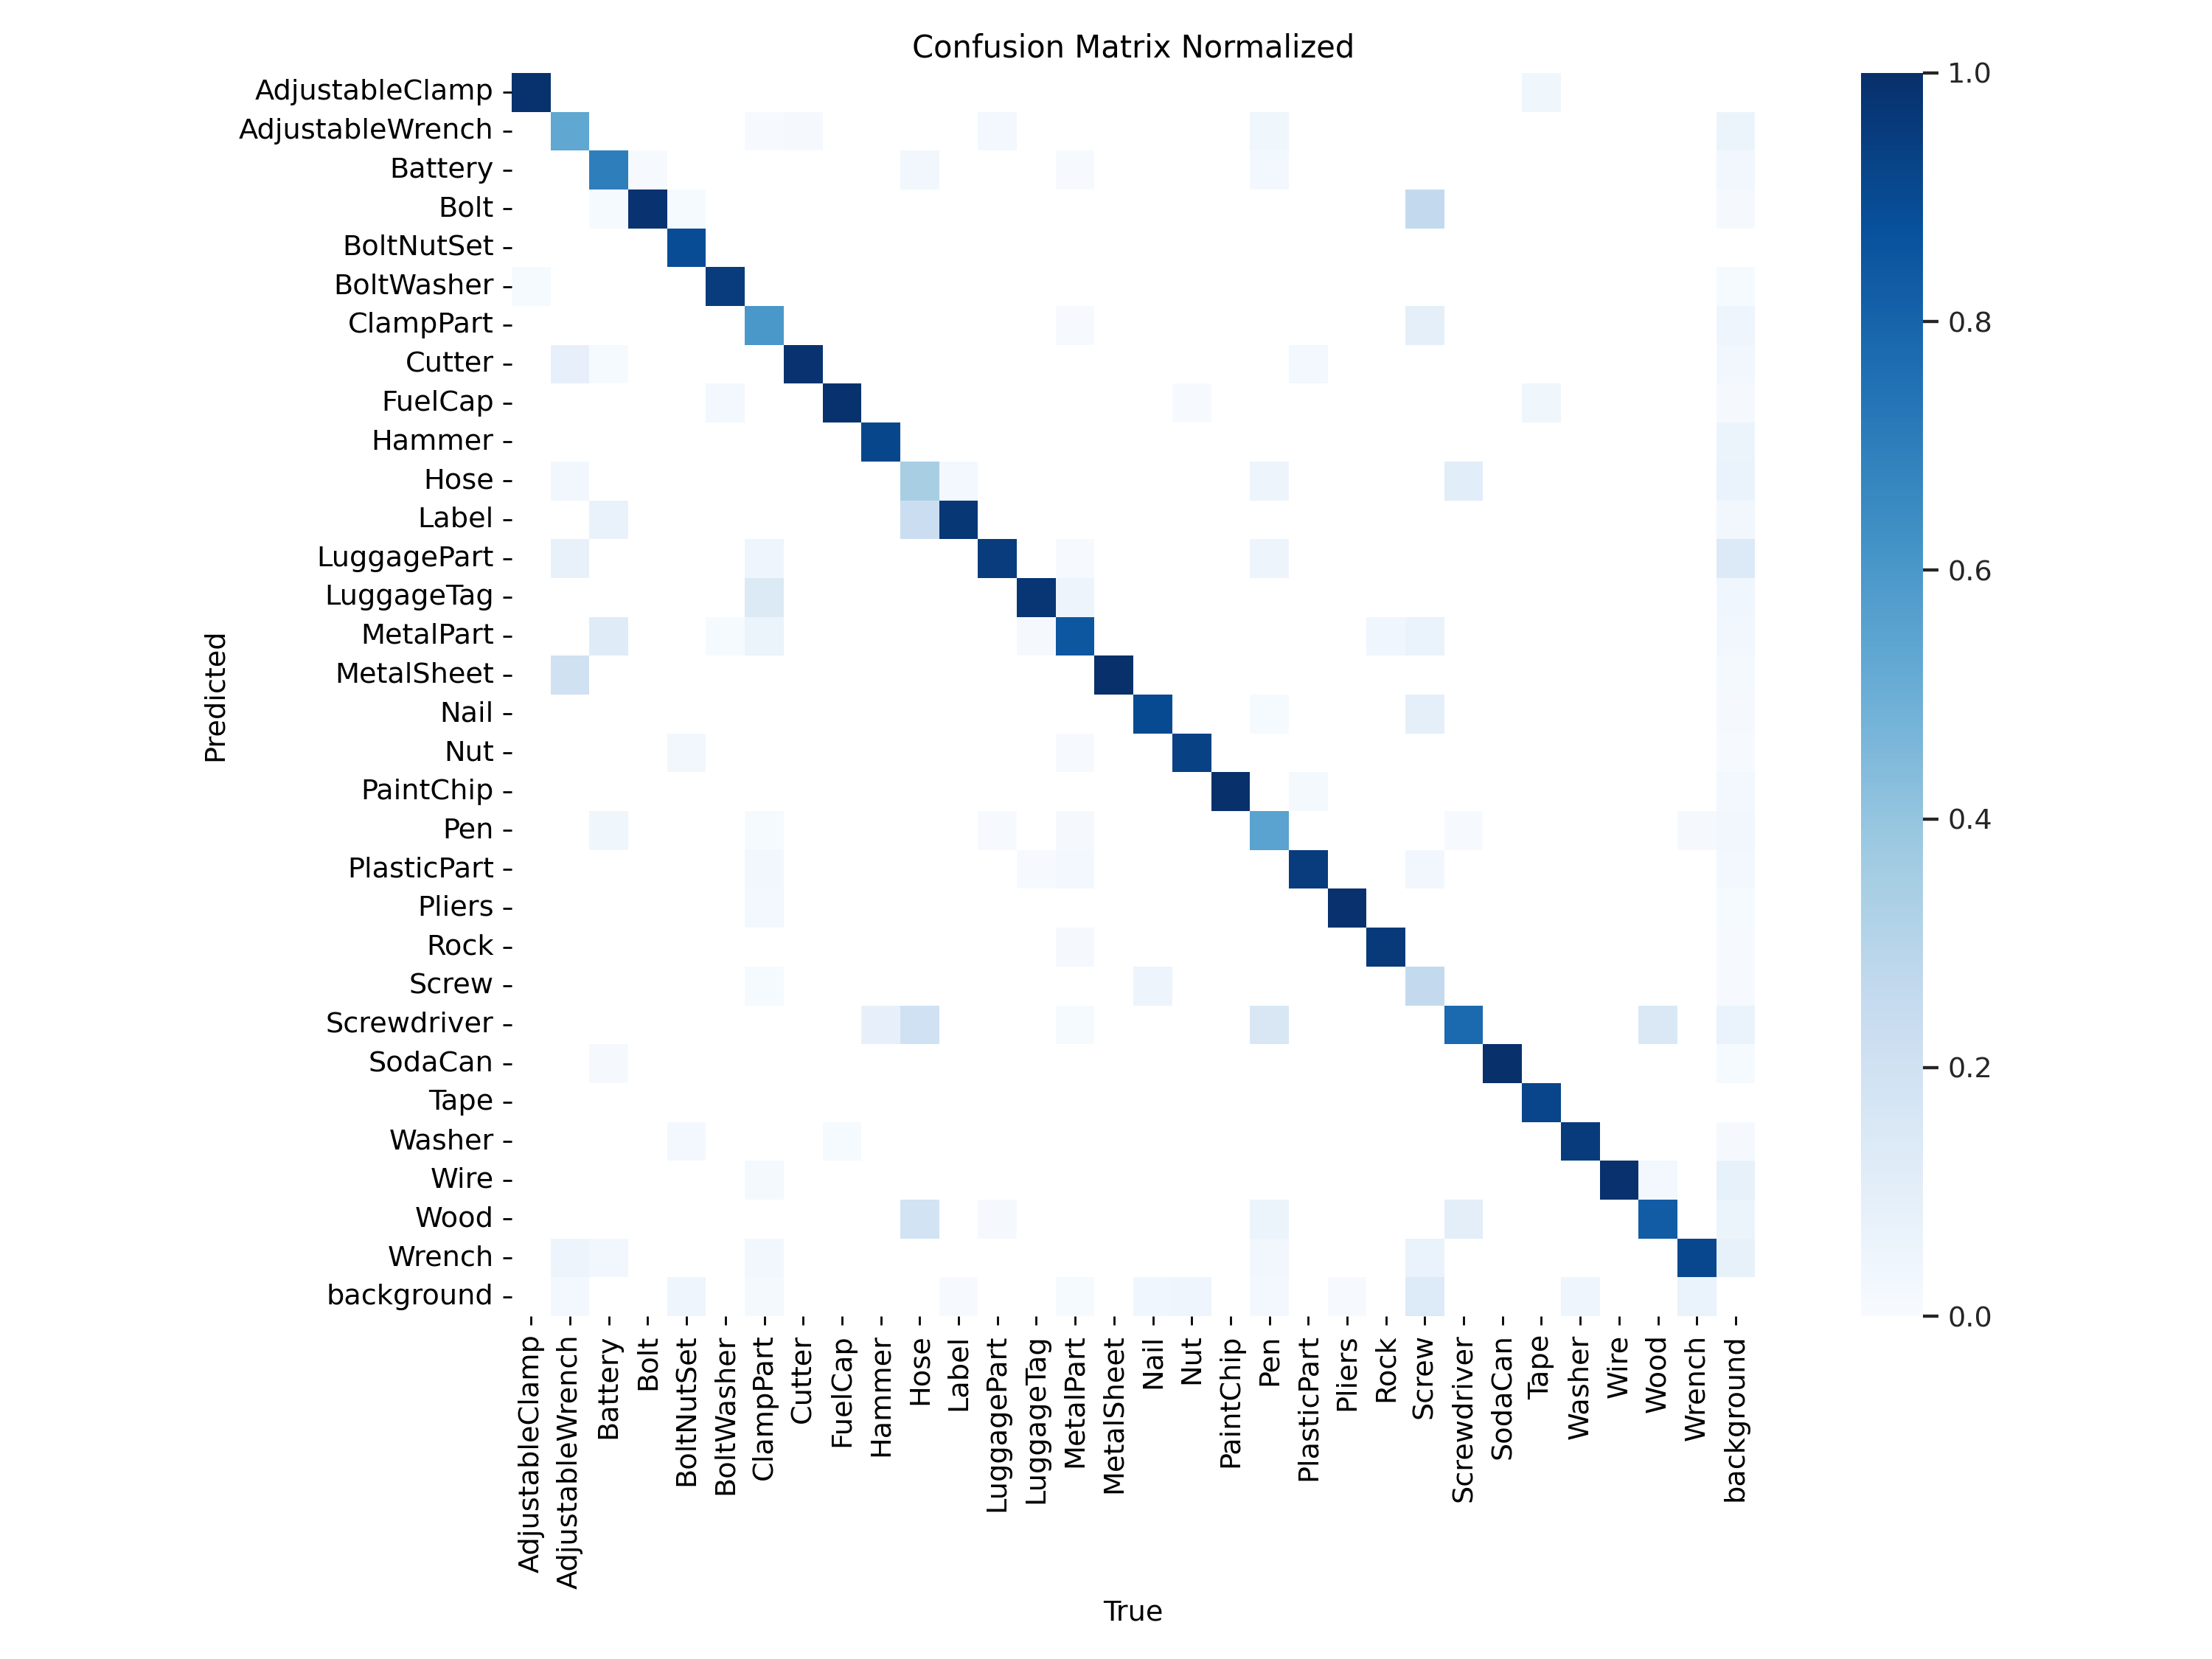 Confusion Matrix Normalized
AdjustableClamp
AdjustableWrench
Battery
Bolt
BoltNutSet
BoltWasher
ClampPart
Cutter
FuelCap
Hammer
Hose
Label
LuggagePart
LuggageTag
MetalPart
MetalSheet
Nail
Nut
PaintChip
Pen
PlasticPart
Pliers
Rock
Screw
Screwdriver
SodaCan
Tape
Washer
Wire
Wood
Wrench
background
Predicted
AdjustableClamp
AdjustableWrench
Battery
Bolt
BoltNutSet
BoltWasher
ClampPart
Cutter
FuelCap
Hammer
Hose
Label
LuggagePart
LuggageTag
MetalPart
MetalSheet
Nail
Nut
PaintChip
Pen
PlasticPart
Pliers
Rock
Screw
Screwdriver
SodaCan
Tape
Washer
Wire
Wood
Wrench
background
True
1.0
0.8
0.6
0.4
0.2
0.0